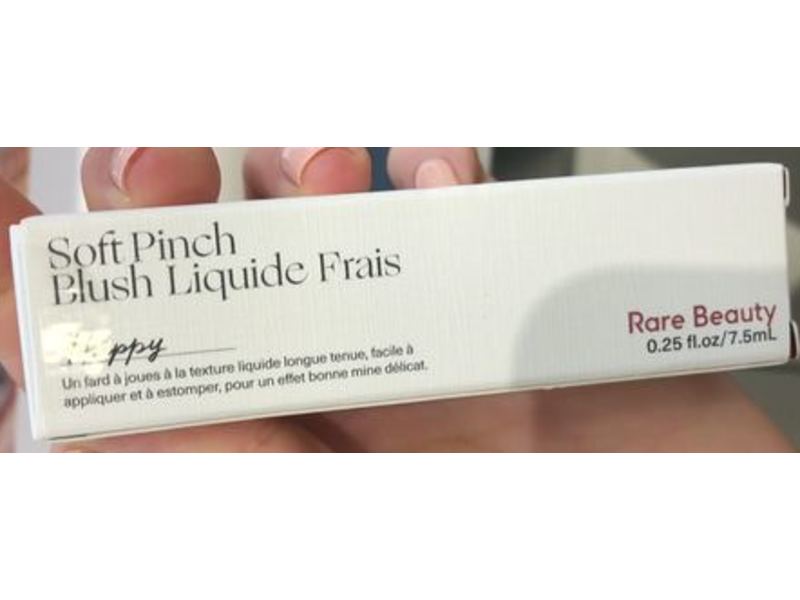 Soft Pinch
Blush Liquide Frais
Happy
Un fard à joues à la texture liquide longue tenue, facile à
appliquer et à estomper, pour un effet bonne mine délicat.
Rare Beauty
0.25 fl.oz/7.5mL